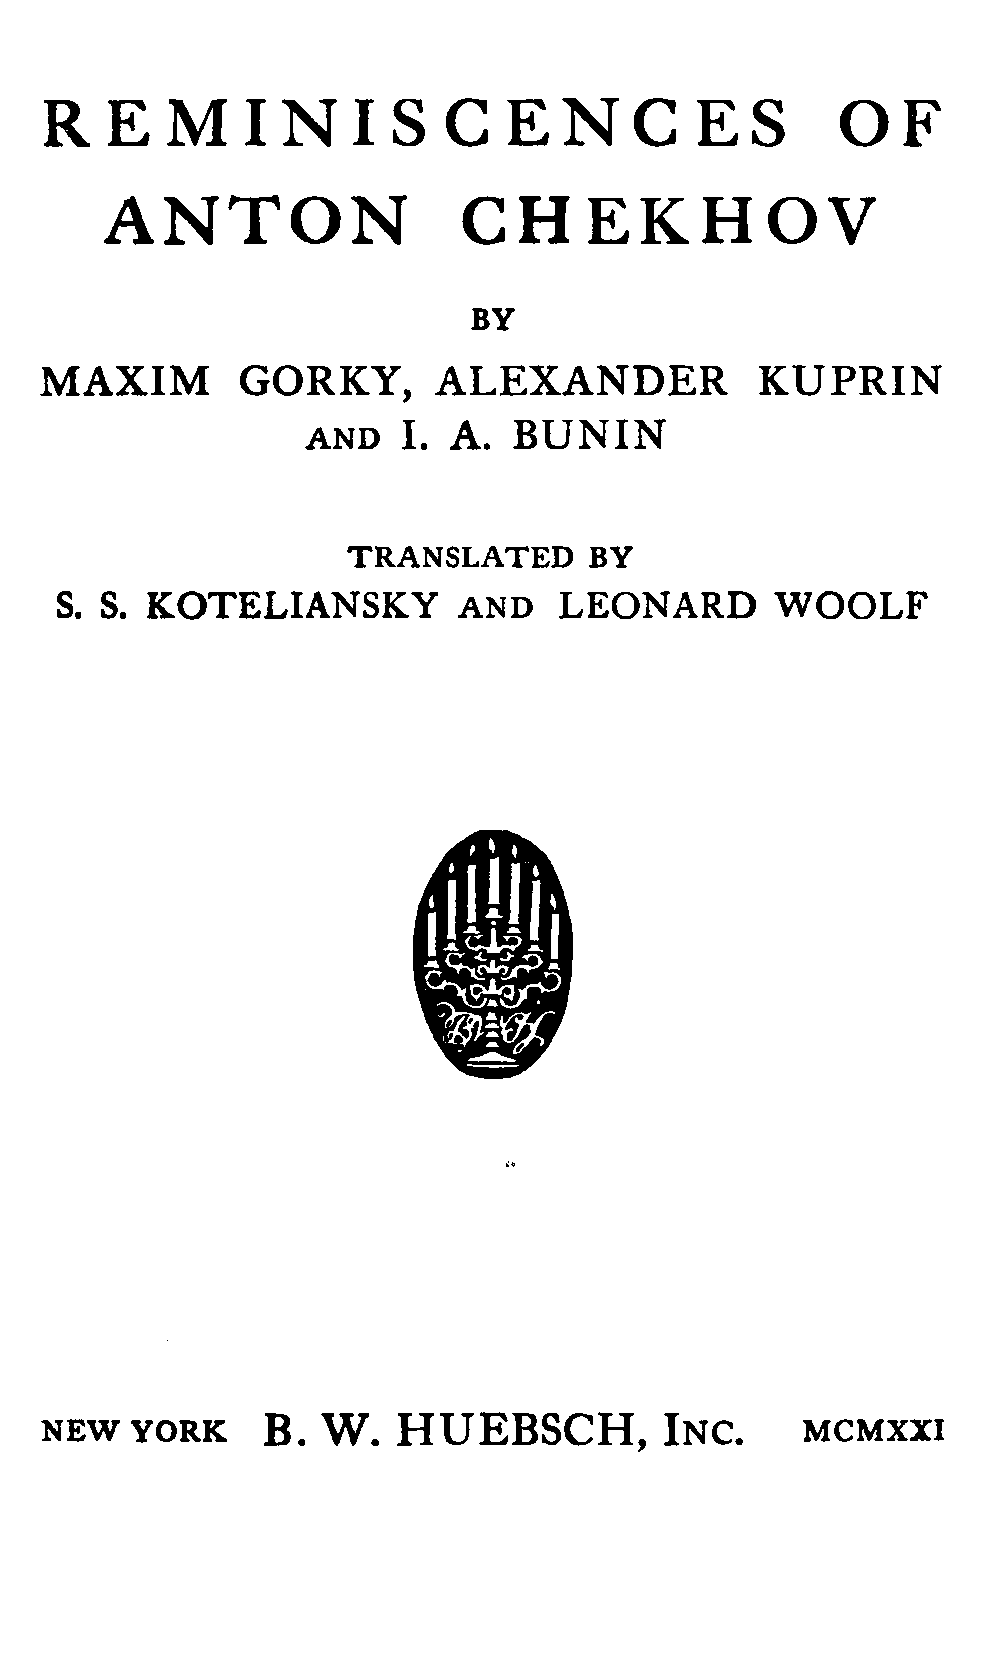 REMINISCENCES OF
ANTON CHEKHOV
BY
MAXIM GORKY, ALEXANDER KUPRIN
AND I. A. BUNIN
TRANSLATED BY
S. S. KOTELIANSKY AND LEONARD WOOLF
BW H
NEW YORK B. W. HUEBSCH, INC. MCMXXI